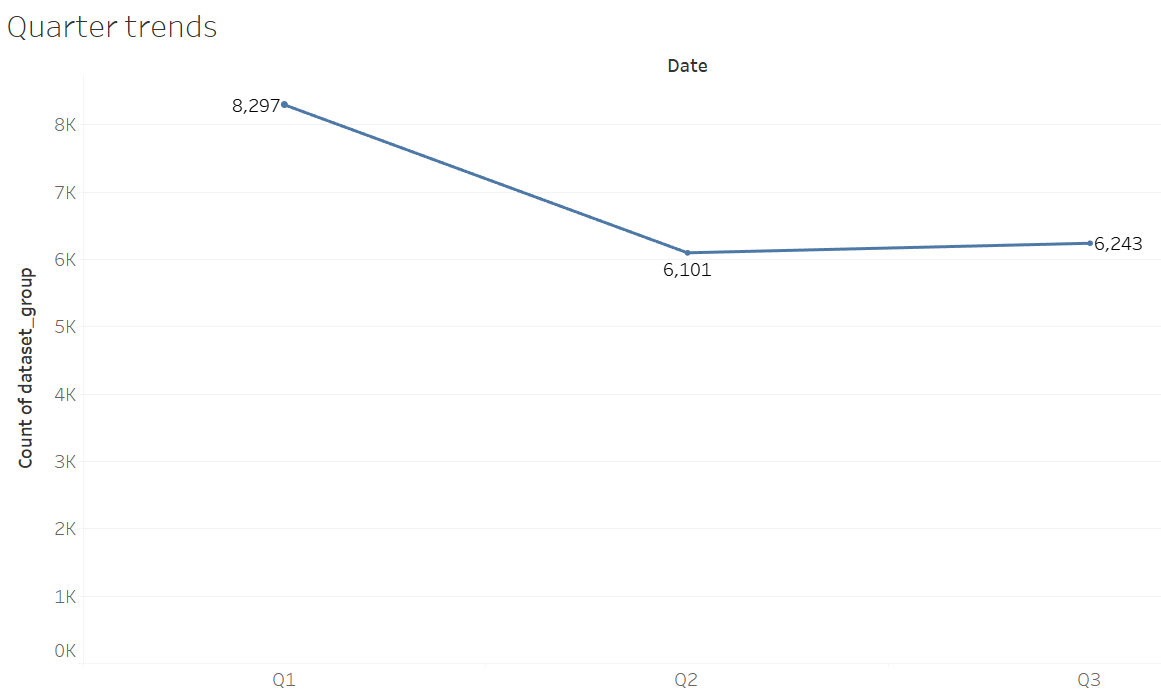 Quarter trends
Date
8,297
8K
7K
6,243
6K
6,101
5K
4K
3K
2K
1K
0K
Count of dataset_group
Q1
Q2
Q3